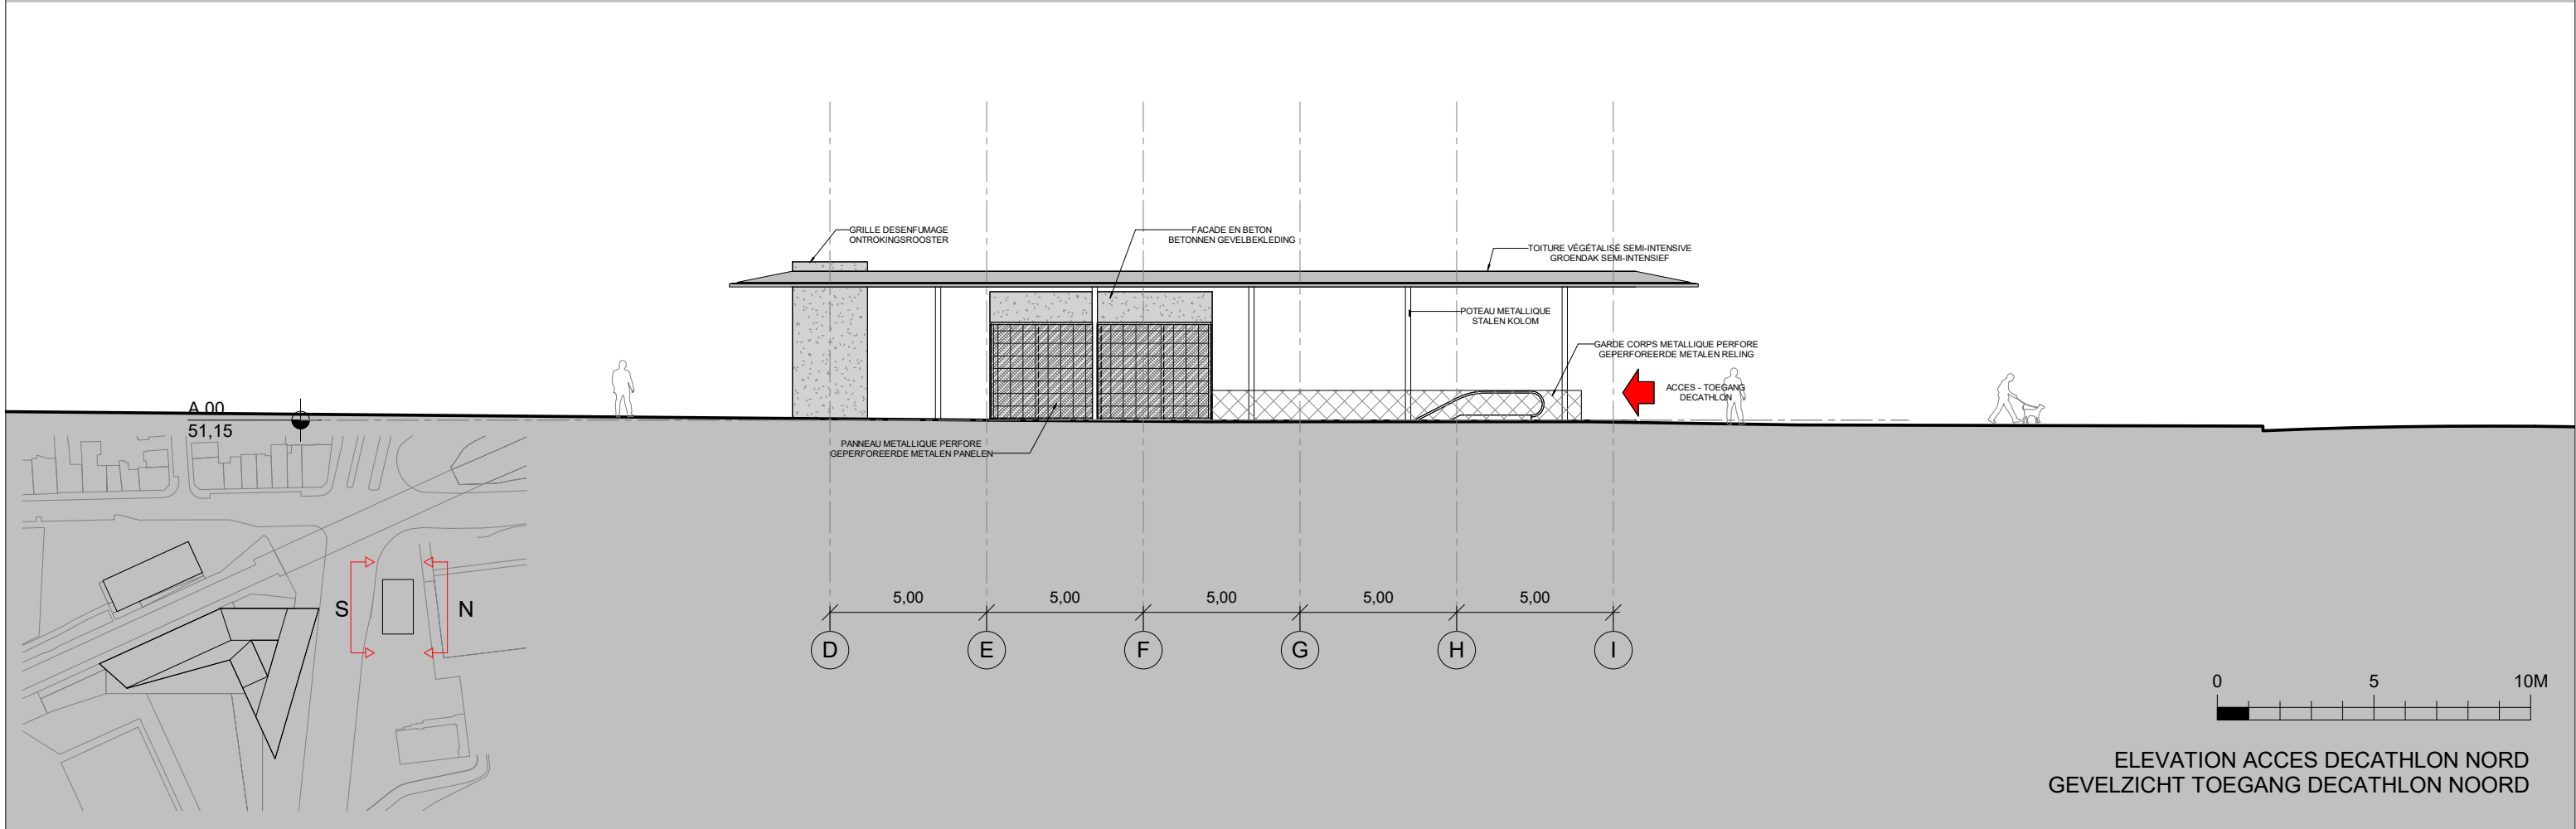 GRILLE DESENFUMAGE
ONTROKINGSROOSTER
FACADE EN BETON
BETONNEN GEVELBEKLEDING
TOITURE VÉGÉTALISÉ SEMI-INTENSIVE
GROENDAK SEMI-INTENSIEF
POTEAU METALLIQUE
STALEN KOLOM
GARDE CORPS METALLIQUE PERFORE
GEPERFOREERDE METALEN RELING
ACCES - TOEGANG
DECATHLON
A.00
51,15
PANNEAU METALLIQUE PERFORE
GEPERFOREERDE METALEN PANELEN
S
N
5,00
5,00
5,00
5,00
5,00
D
E
F
G
H
I
0
5
10M
ELEVATION ACCES DECATHLON NORD
GEVELZICHT TOEGANG DECATHLON NOORD